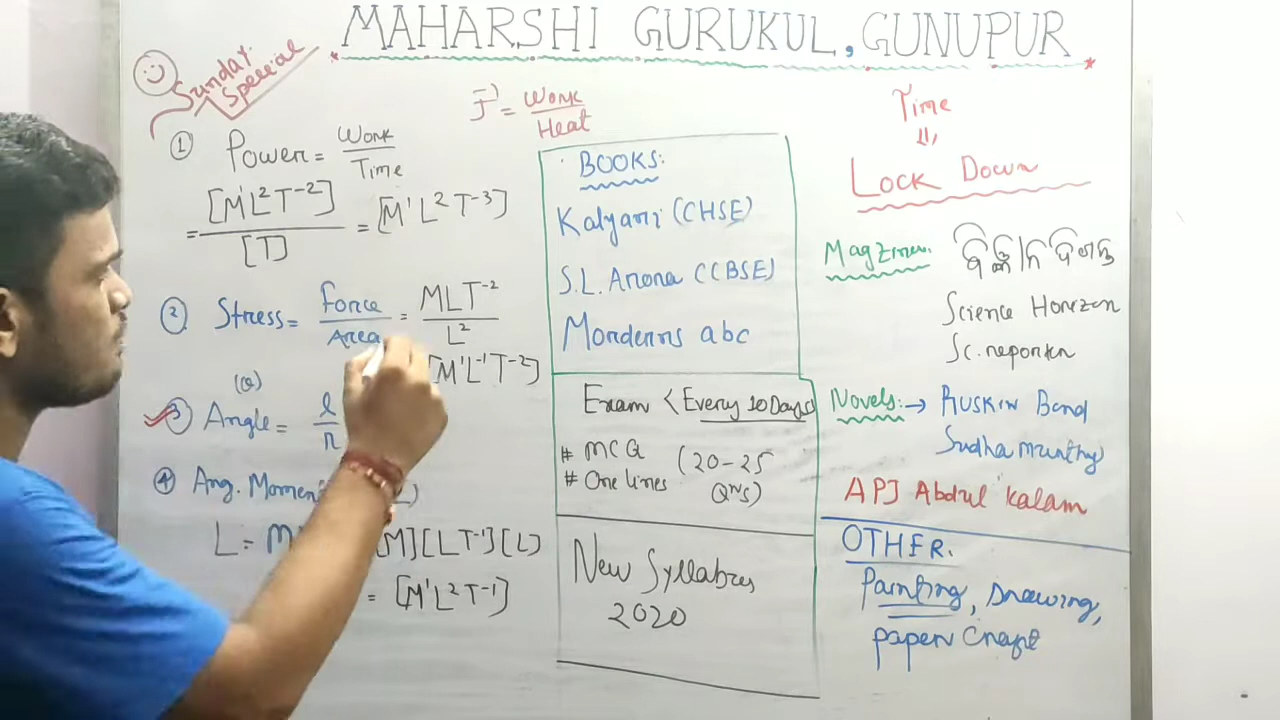 MAHARSHI GURUKUL, GUNUPUR
Sunday
Special
① Power = Work
Time
= [M¹L²T⁻²] = [M¹L²T⁻³]
[T]
② Stress = Force = MLT⁻²
Area L²
[M¹L⁻¹T⁻²]
(θ)
③ Angle = l
r
④ Ang. Momen
L = [M][LT⁻¹][L]
= [M¹L²T⁻¹]
J = Work
Heat
BOOKS:
Kalyani (CHSE)
S.L. Arora (CBSE)
Morderns abc
Exam < Every 10 Days
# MCQ (20-25
# One lines Qⁿs)
New Syllabus
2020
Time
⇓
Lock Down
Magzines:
Science Horizon
Sc. reporter
Novels: → Ruskin Bond
Sudha murthy
APJ Abdul kalam
OTHER.
Painting, Drawing,
paper Craft